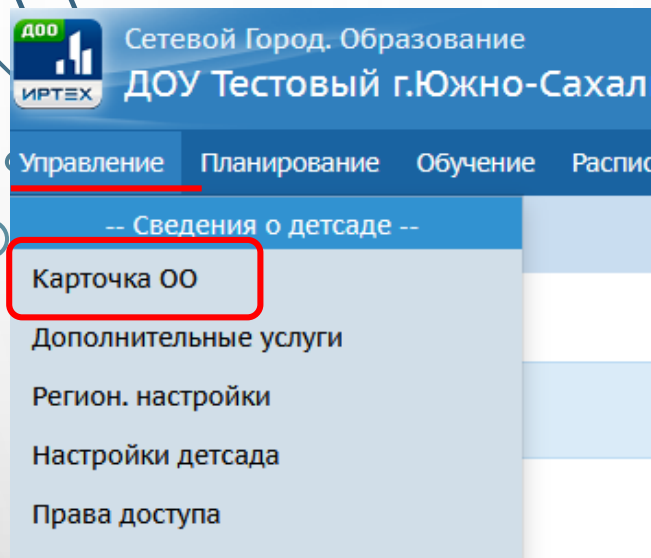 ДОО
ИРТЕХ
Сетевой Город. Образование
ДОУ Тестовый г.Южно-Сахал
Управление Планирование Обучение Распис
-- Сведения о детсаде --
Карточка ОО
Дополнительные услуги
Регион. настройки
Настройки детсада
Права доступа